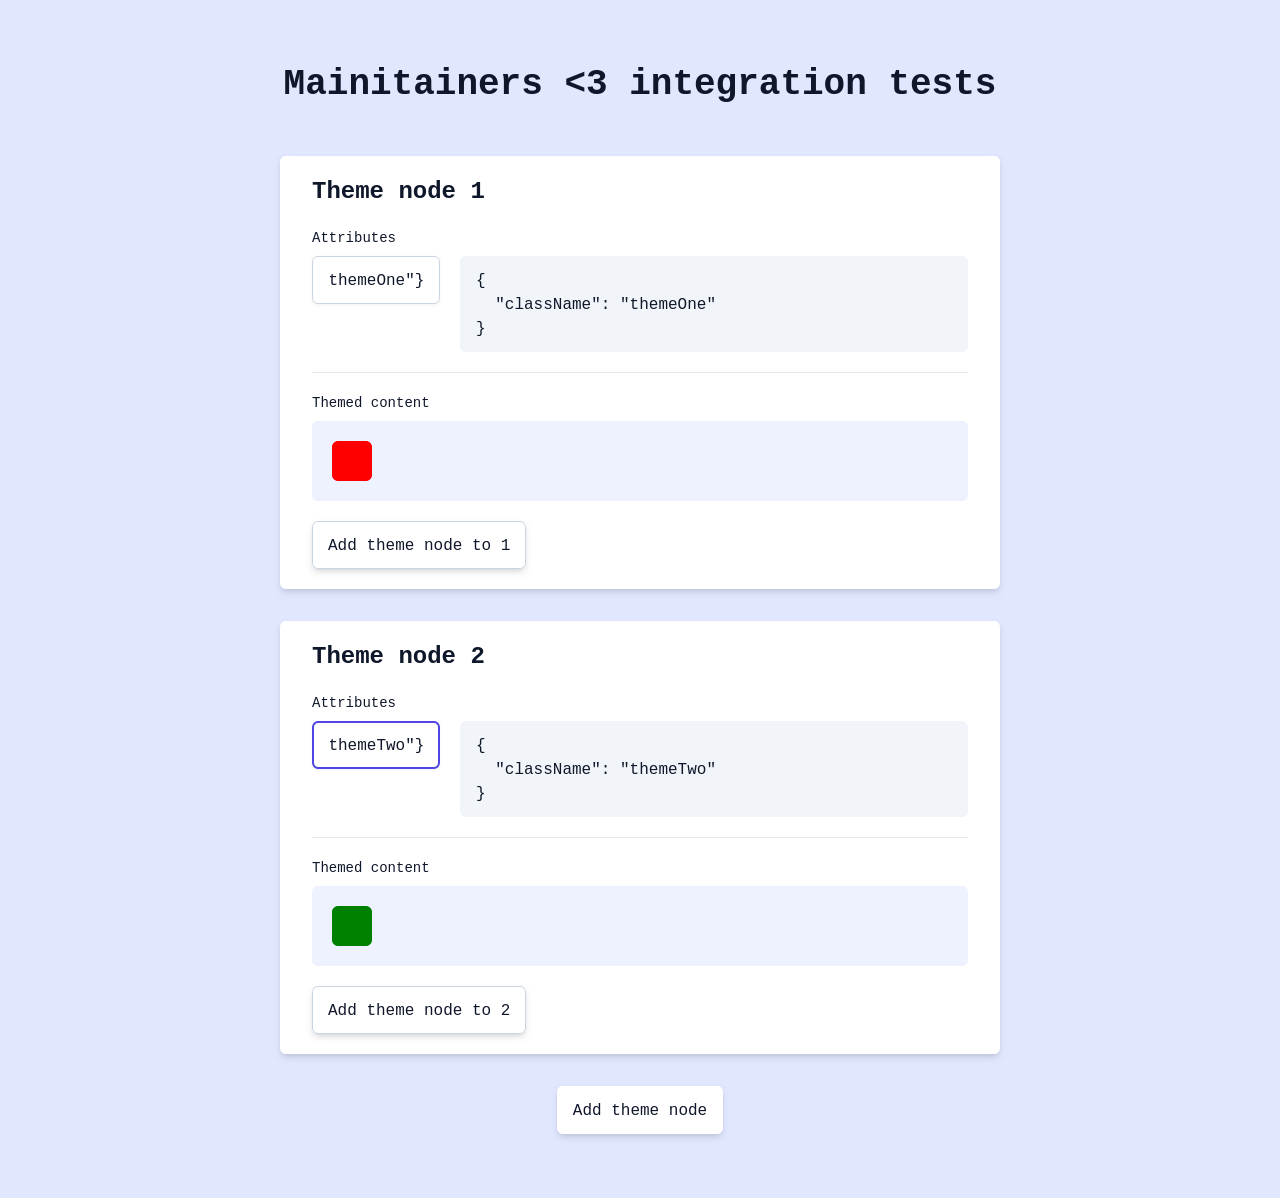 Mainitainers <3 integration tests
Theme node 1
Attributes
themeOne"}
{
"className": "themeOne"
}
Themed content
Add theme node to 1
Theme node 2
Attributes
themeTwo"}
{
"className": "themeTwo"
}
Themed content
Add theme node to 2
Add theme node